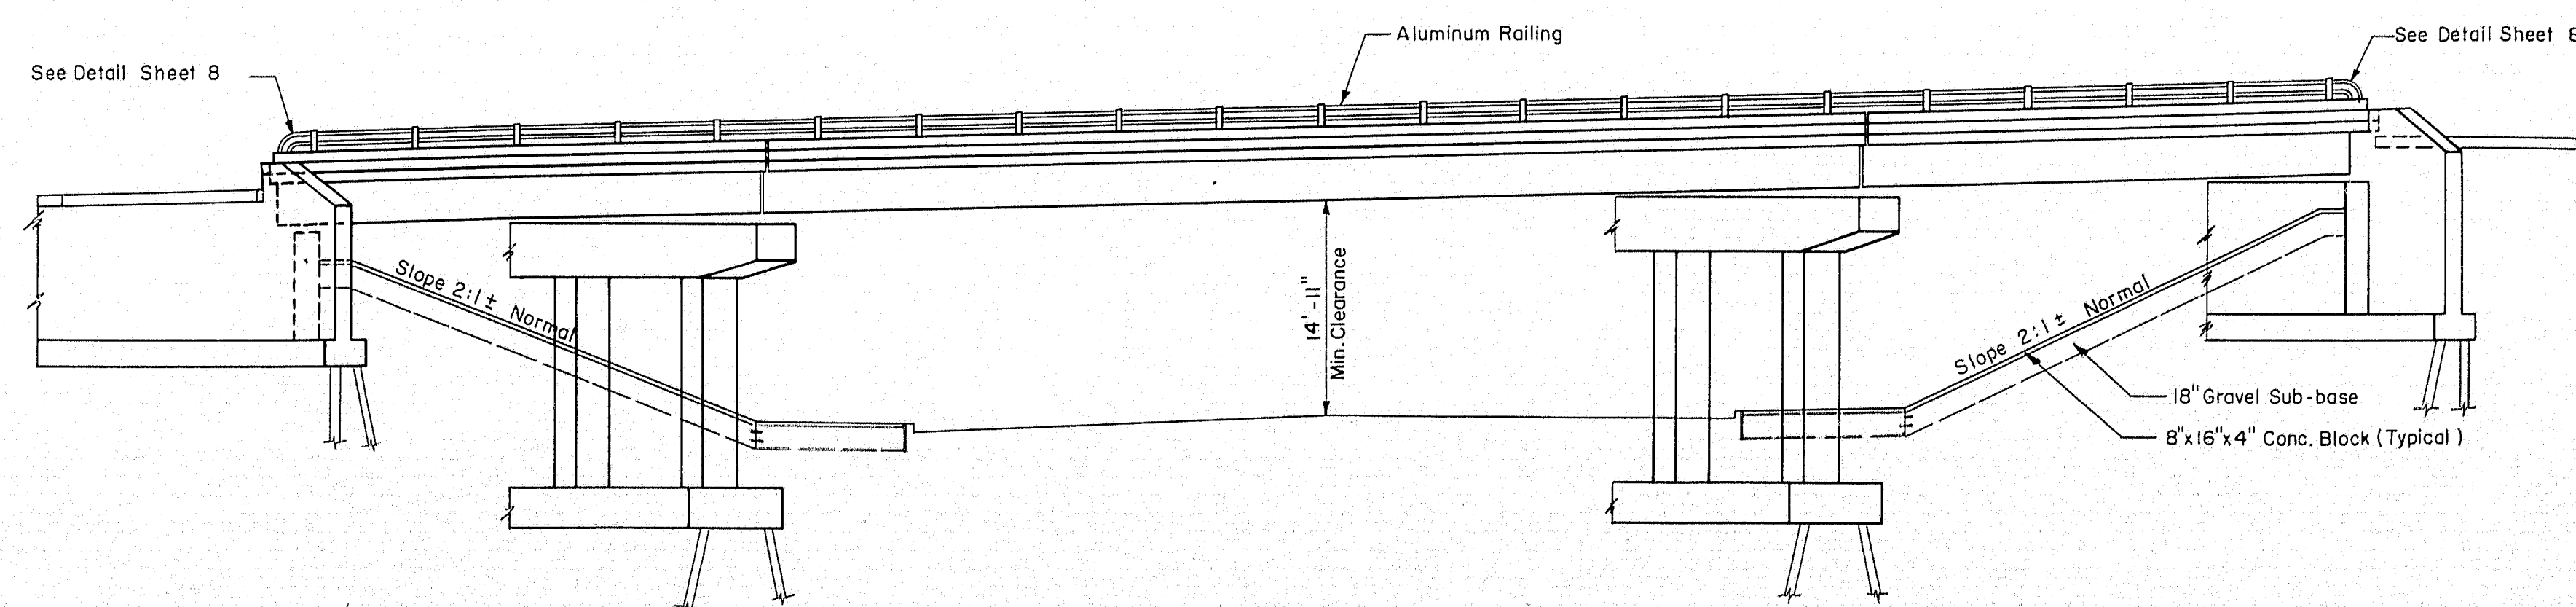 Aluminum Railing
See Detail Sheet 8
See Detail Sheet 8
Slope 2:1 ± Normal
14'-11"
Min. Clearance
Slope 2:1 ± Normal
18" Gravel Sub-base
8"x16"x4" Conc. Block (Typical)